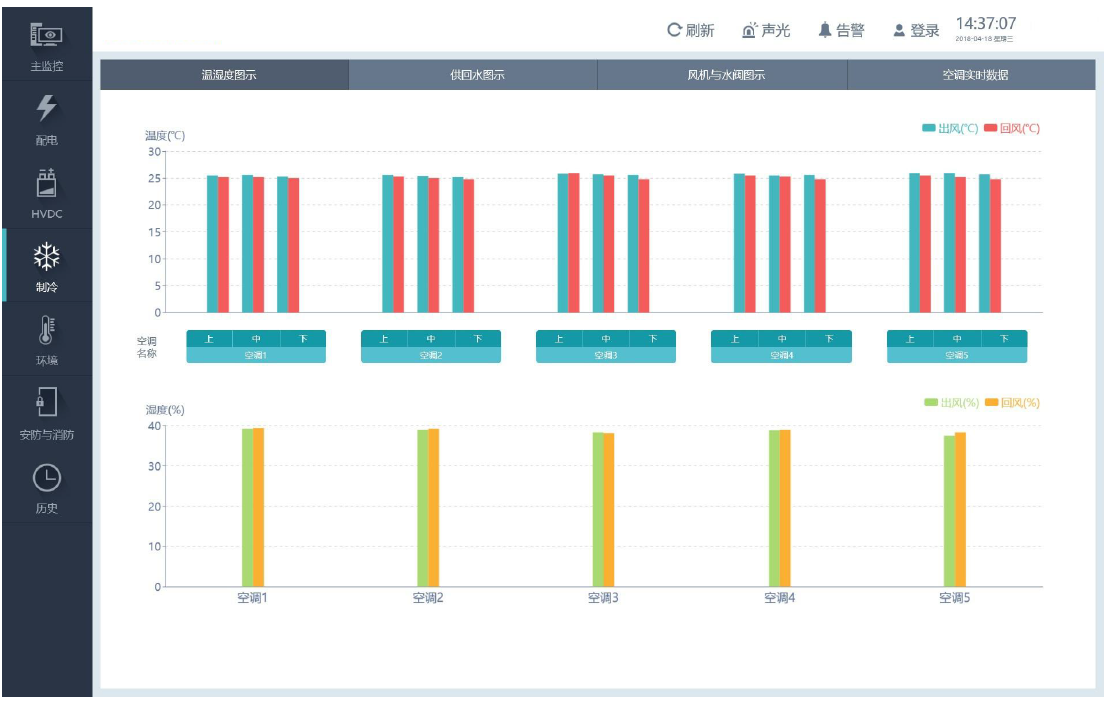 刷新 声光 告警 登录 14:37:07
2018-04-18 星期三
主监控
配电
HVDC
制冷
环境
安防与消防
历史
温湿度图示 供回水图示 风机与水阀图示 空调实时数据
温度(℃)
出风(℃) 回风(℃)
30
25
20
15
10
5
0
空调
名称
上 中 下 上 中 下 上 中 下 上 中 下 上 中 下
空调1 空调2 空调3 空调4 空调5
湿度(%)
出风(%) 回风(%)
40
30
20
10
0
空调1 空调2 空调3 空调4 空调5